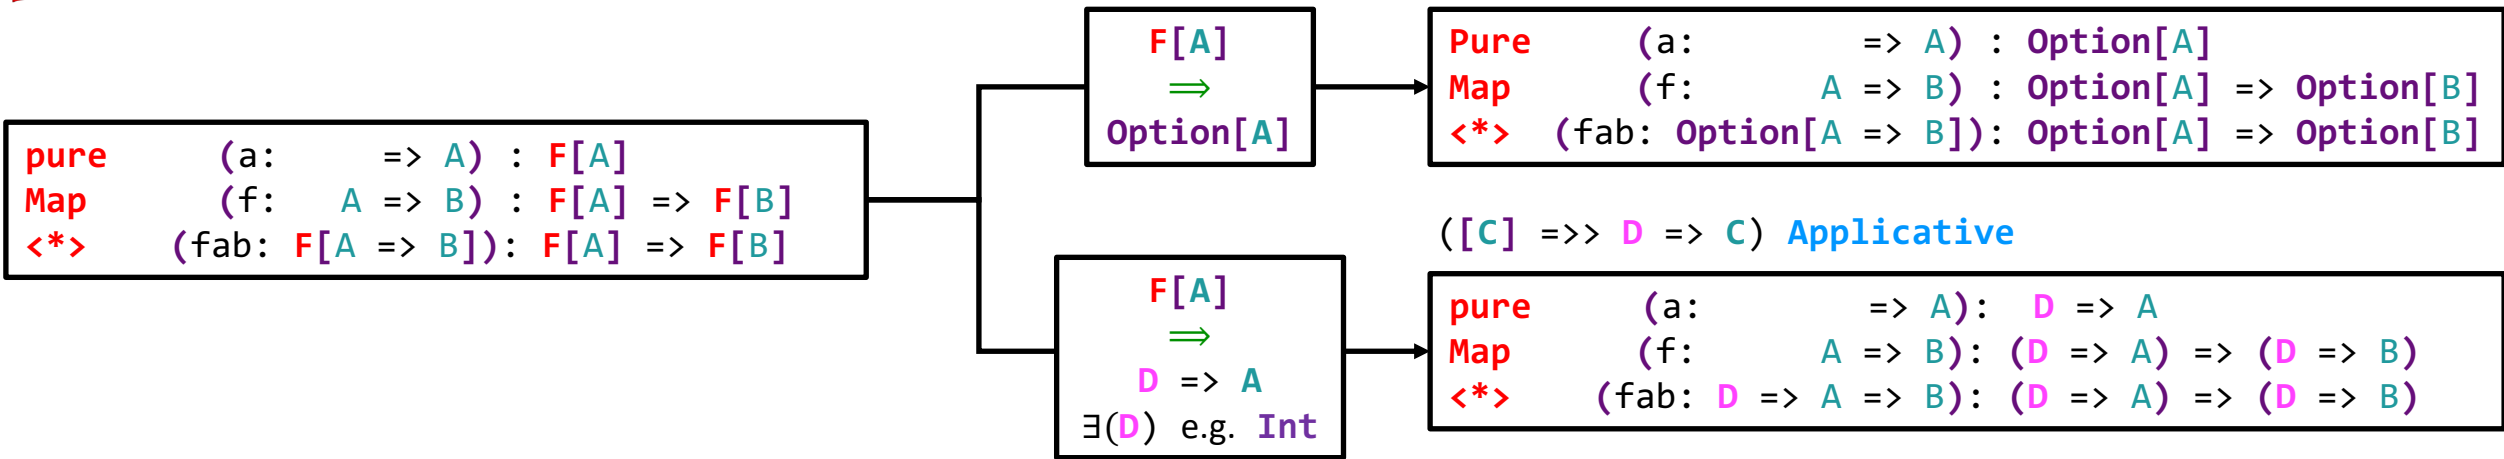 pure (a: => A) : F[A]
Map (f: A => B) : F[A] => F[B]
<*> (fab: F[A => B]): F[A] => F[B]
F[A]
⟹
Option[A]
Pure (a: => A) : Option[A]
Map (f: A => B) : Option[A] => Option[B]
<*> (fab: Option[A => B]): Option[A] => Option[B]
F[A]
⟹
D => A
∃(D) e.g. Int
([C] =>> D => C) Applicative
pure (a: => A): D => A
Map (f: A => B): (D => A) => (D => B)
<*> (fab: D => A => B): (D => A) => (D => B)